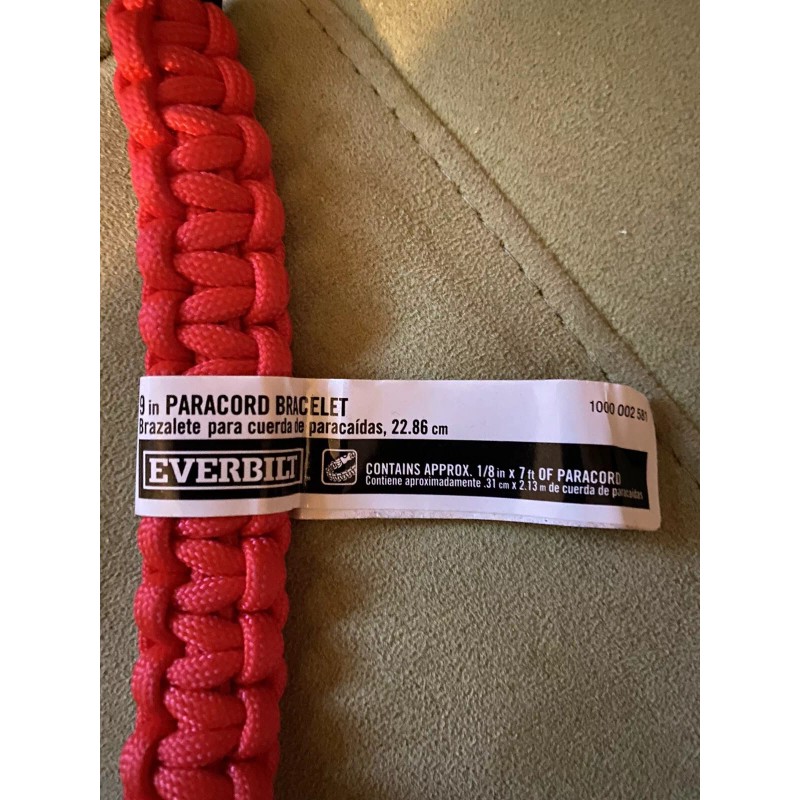 9 in PARACORD BRACELET
1000 002 581
Brazalete para cuerda de paracaídas, 22.86 cm
EVERBILT
CONTAINS APPROX. 1/8 in x 7 ft OF PARACORD
Contiene aproximadamente .31 cm x 2.13 m de cuerda de paracaídas